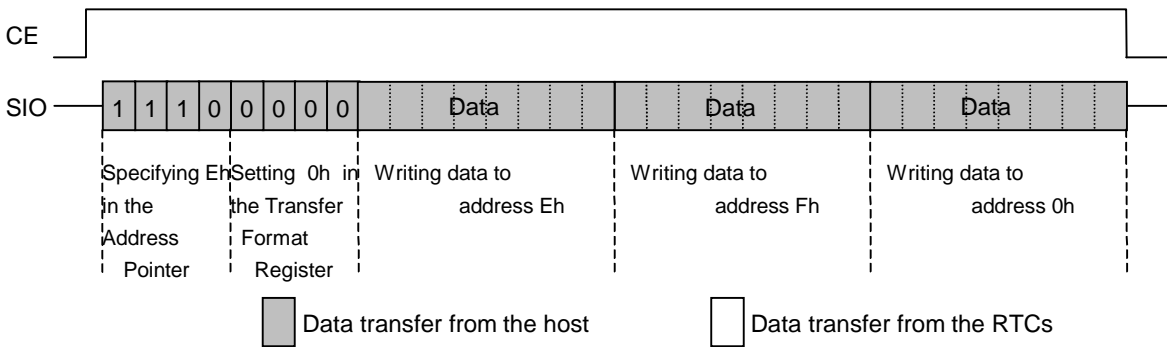 CE
SIO 1 1 1 0 0 0 0 0 Data Data Data
Specifying Eh Setting 0h in Writing data to Writing data to Writing data to
in the the Transfer address Eh address Fh address 0h
Address Format
Pointer Register
Data transfer from the host Data transfer from the RTCs